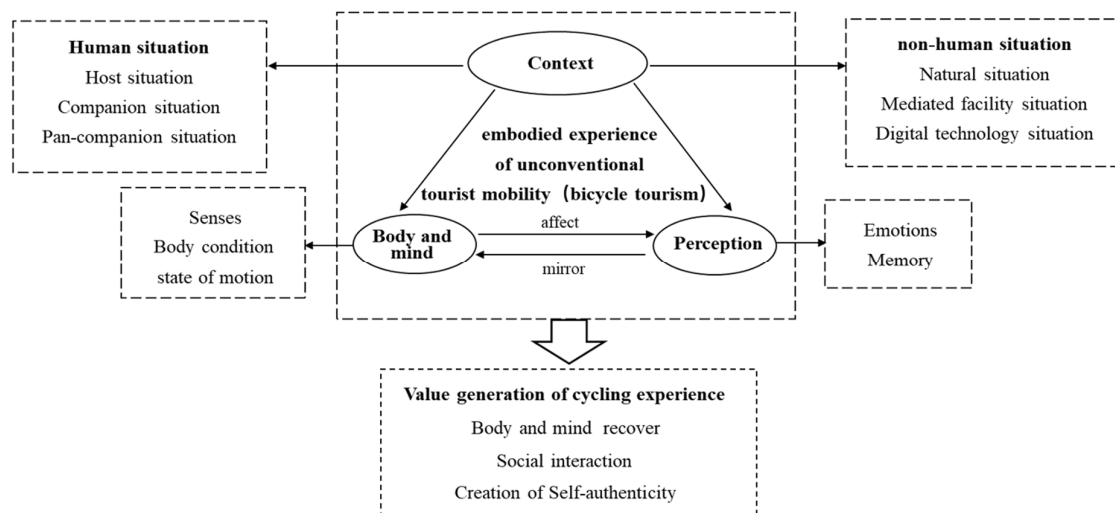 Human situation
Host situation
Companion situation
Pan-companion situation
Context
non-human situation
Natural situation
Mediated facility situation
Digital technology situation
embodied experience
of unconventional
tourist mobility（bicycle tourism）
Senses
Body condition
state of motion
Body and
mind
affect
mirror
Perception
Emotions
Memory
Value generation of cycling experience
Body and mind recover
Social interaction
Creation of Self-authenticity